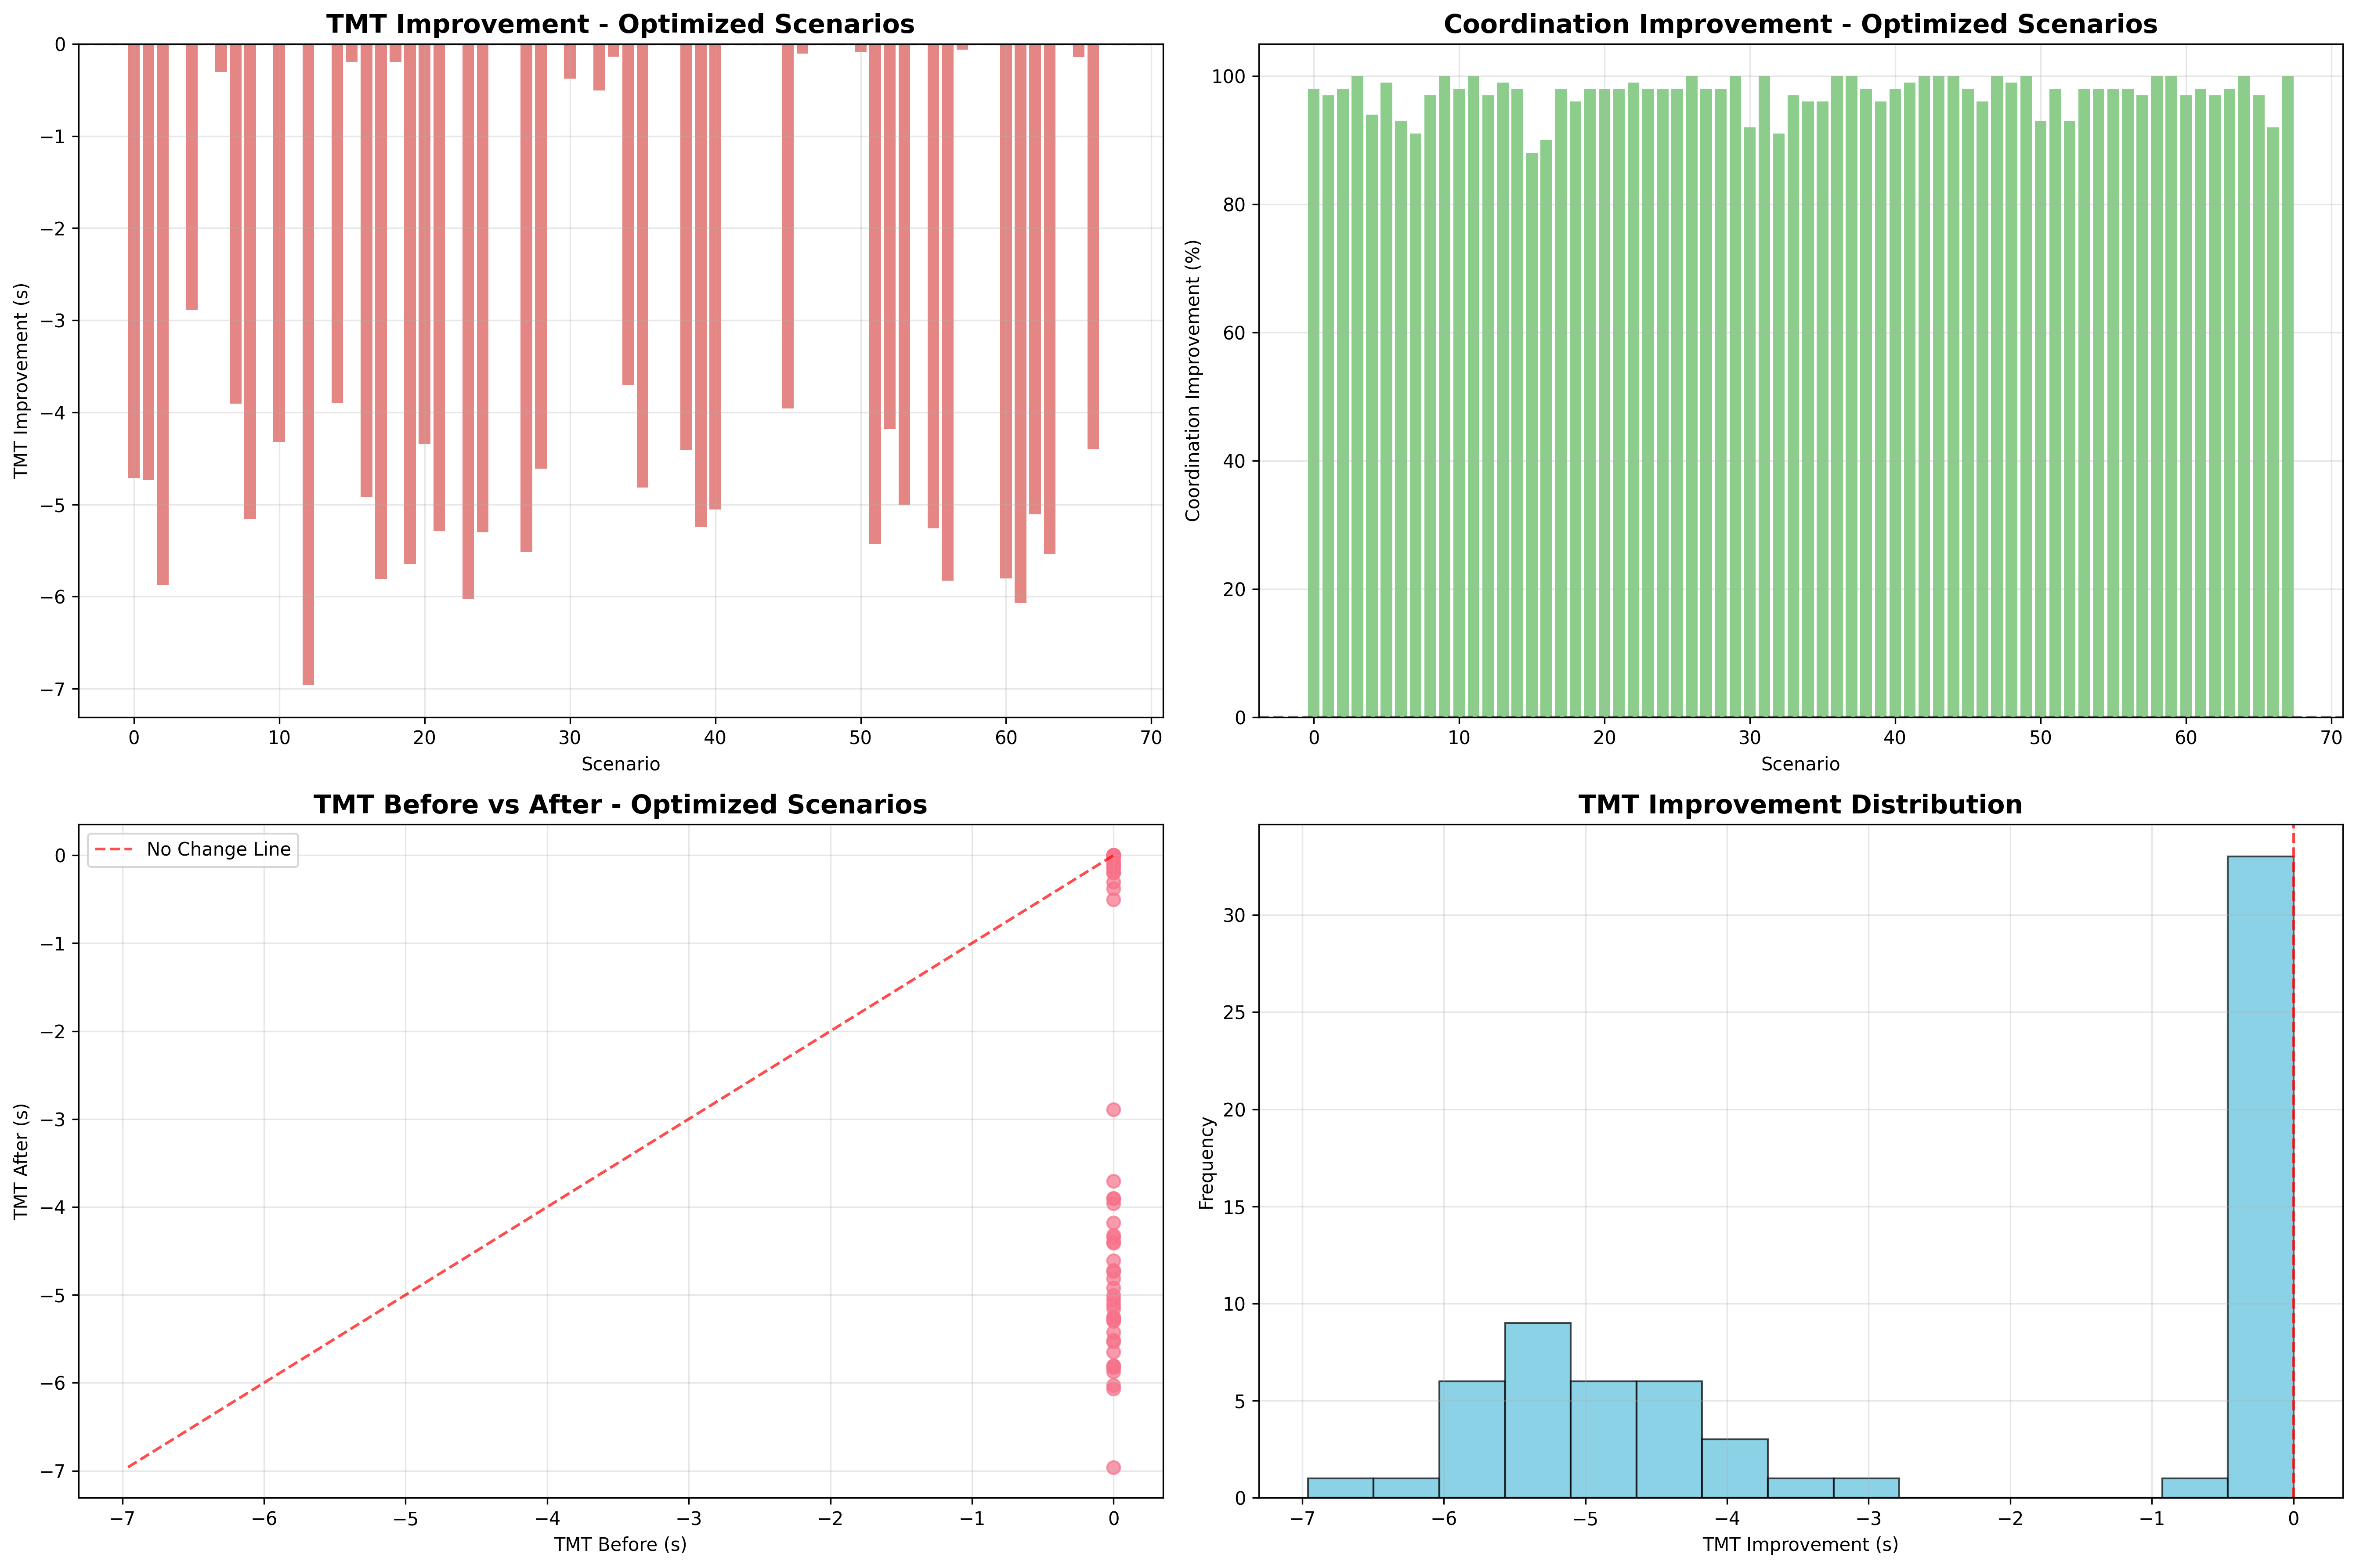 TMT Improvement - Optimized Scenarios
0
−1
−2
−3
−4
−5
−6
−7
TMT Improvement (s)
0 10 20 30 40 50 60 70
Scenario
Coordination Improvement - Optimized Scenarios
100
80
60
40
20
0
Coordination Improvement (%)
0 10 20 30 40 50 60 70
Scenario
TMT Before vs After - Optimized Scenarios
No Change Line
0
−1
−2
−3
−4
−5
−6
−7
TMT After (s)
−7 −6 −5 −4 −3 −2 −1 0
TMT Before (s)
TMT Improvement Distribution
30
25
20
15
10
5
0
Frequency
−7 −6 −5 −4 −3 −2 −1 0
TMT Improvement (s)